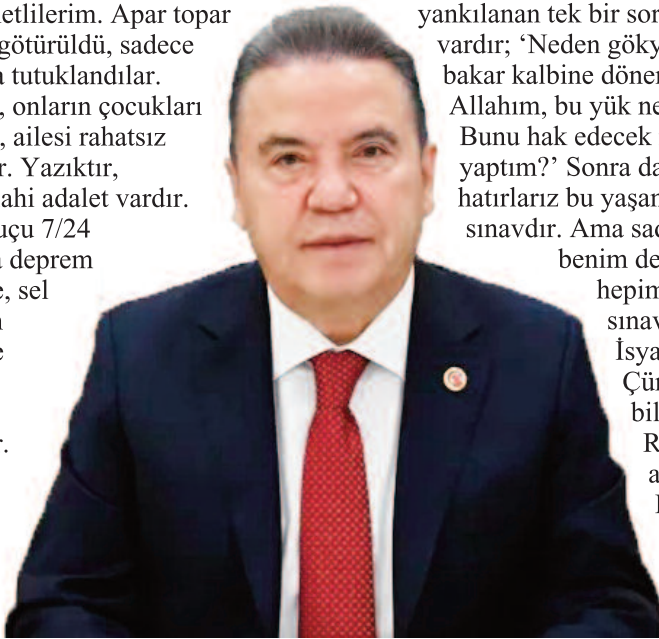 etlilerim. Apar topar
götürüldü, sadece
a tutuklandılar.
, onların çocukları
, ailesi rahatsız
r. Yazıktır,
ahi adalet vardır.
uçu 7/24
a deprem
e, sel
n
e
r.
yankılanan tek bir sor
vardır; ‘Neden göky
bakar kalbine döner
Allahım, bu yük ne
Bunu hak edecek
yaptım?’ Sonra da
hatırlarız bu yaşan
sınavdır. Ama sad
benim de
hepim
sınav
İsya
Çün
bil
R
a